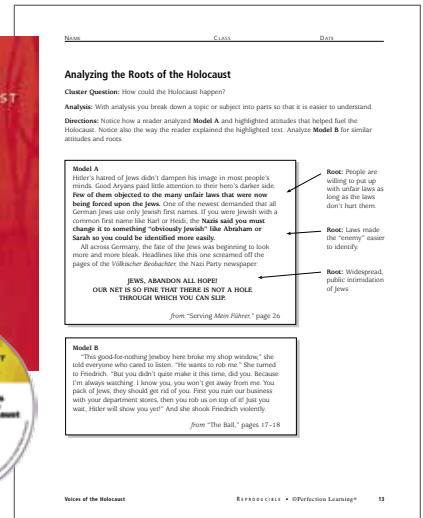 NAME CLASS DATE
Analyzing the Roots of the Holocaust
Cluster Question: How could the Holocaust happen?
Analysis: With analysis you break down a topic or subject into parts so that it is easier to understand.
Directions: Notice how a reader analyzed Model A and highlighted attitudes that helped fuel the
Holocaust. Notice also the way the reader explained the highlighted text. Analyze Model B for similar
attitudes and roots.
Model A
Hitler's hatred of Jews didn't dampen his image in most people's
minds. Good Aryans paid little attention to their hero's darker side.
Few of them objected to the many unfair laws that were now
being forced upon the Jews. One of the newest demanded that all
German Jews use only Jewish first names. If you were Jewish with a
common first name like Karl or Heidi, the Nazis said you must
change it to something "obviously Jewish" like Abraham or
Sarah so you could be identified more easily.
All across Germany, the fate of the Jews was beginning to look
more and more bleak. Headlines like this one screamed off the
pages of the Völkischer Beobachter, the Nazi Party newspaper:
JEWS, ABANDON ALL HOPE!
OUR NET IS SO FINE THAT THERE IS NOT A HOLE
THROUGH WHICH YOU CAN SLIP.
from "Serving Mein Führer," page 26
Root: People are
willing to put up
with unfair laws as
long as the laws
don't hurt them.
Root: Laws made
the "enemy" easier
to identify.
Root: Widespread,
public intimidation
of Jews
Model B
"This good-for-nothing Jewboy here broke my shop window," she
told everyone who cared to listen. "He wants to rob me." She turned
to Friedrich. "But you didn't quite make it this time, did you. Because
I'm always watching. I know you, you won't get away from me. You
pack of Jews, they should get rid of you. First you ruin our business
with your department stores, then you rob us on top of it! Just you
wait, Hitler will show you yet!" And she shook Friedrich violently.
from "The Ball," pages 17–18
Voices of the Holocaust REPRODUCIBLE • ©Perfection Learning® 13